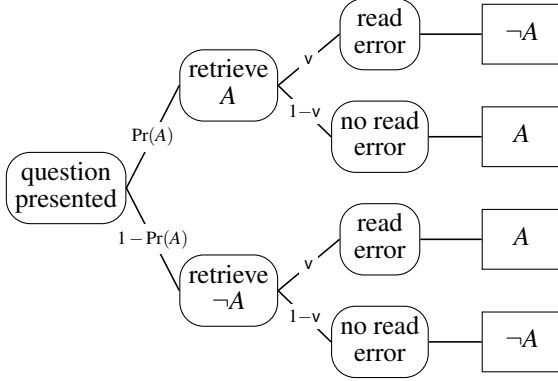 question
presented
Pr(A)
1−Pr(A)
retrieve
A
retrieve
¬A
v
1−v
v
1−v
read
error
no read
error
read
error
no read
error
¬A
A
A
¬A